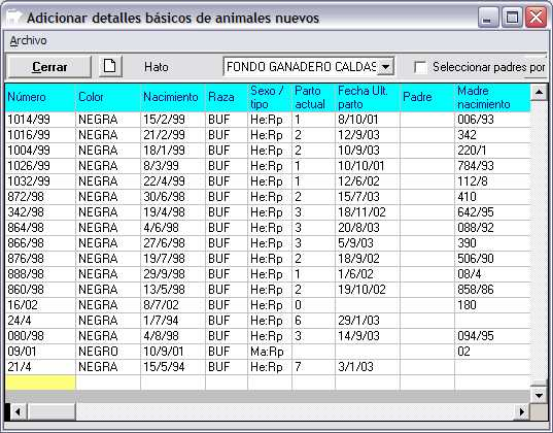 Adicionar detalles básicos de animales nuevos
Archivo
Cerrar Hato FONDO GANADERO CALDAS Seleccionar padres por
Número Color Nacimiento Raza Sexo / tipo Parto actual Fecha Ult. parto Padre Madre nacimiento
1014/99 NEGRA 15/2/99 BUF He:Rp 1 8/10/01 006/93
1016/99 NEGRA 21/2/99 BUF He:Rp 2 12/9/03 342
1004/99 NEGRA 18/1/99 BUF He:Rp 2 10/9/03 220/1
1026/99 NEGRA 8/3/99 BUF He:Rp 1 10/10/01 784/93
1032/99 NEGRA 22/4/99 BUF He:Rp 1 12/6/02 112/8
872/98 NEGRA 30/6/98 BUF He:Rp 2 15/7/03 410
342/98 NEGRA 19/4/98 BUF He:Rp 3 18/11/02 642/95
864/98 NEGRA 4/6/98 BUF He:Rp 3 20/8/03 088/92
866/98 NEGRA 27/6/98 BUF He:Rp 3 5/9/03 390
876/98 NEGRA 19/7/98 BUF He:Rp 2 18/9/02 506/90
888/98 NEGRA 29/9/98 BUF He:Rp 1 1/6/02 08/4
860/98 NEGRA 13/5/98 BUF He:Rp 2 19/10/02 858/86
16/02 NEGRA 8/7/02 BUF He:Rp 0 180
24/4 NEGRA 1/7/94 BUF He:Rp 6 29/1/03
080/98 NEGRA 4/8/98 BUF He:Rp 3 14/9/03 094/95
09/01 NEGRO 10/9/01 BUF Ma:Rp 02
21/4 NEGRA 15/5/94 BUF He:Rp 7 3/1/03